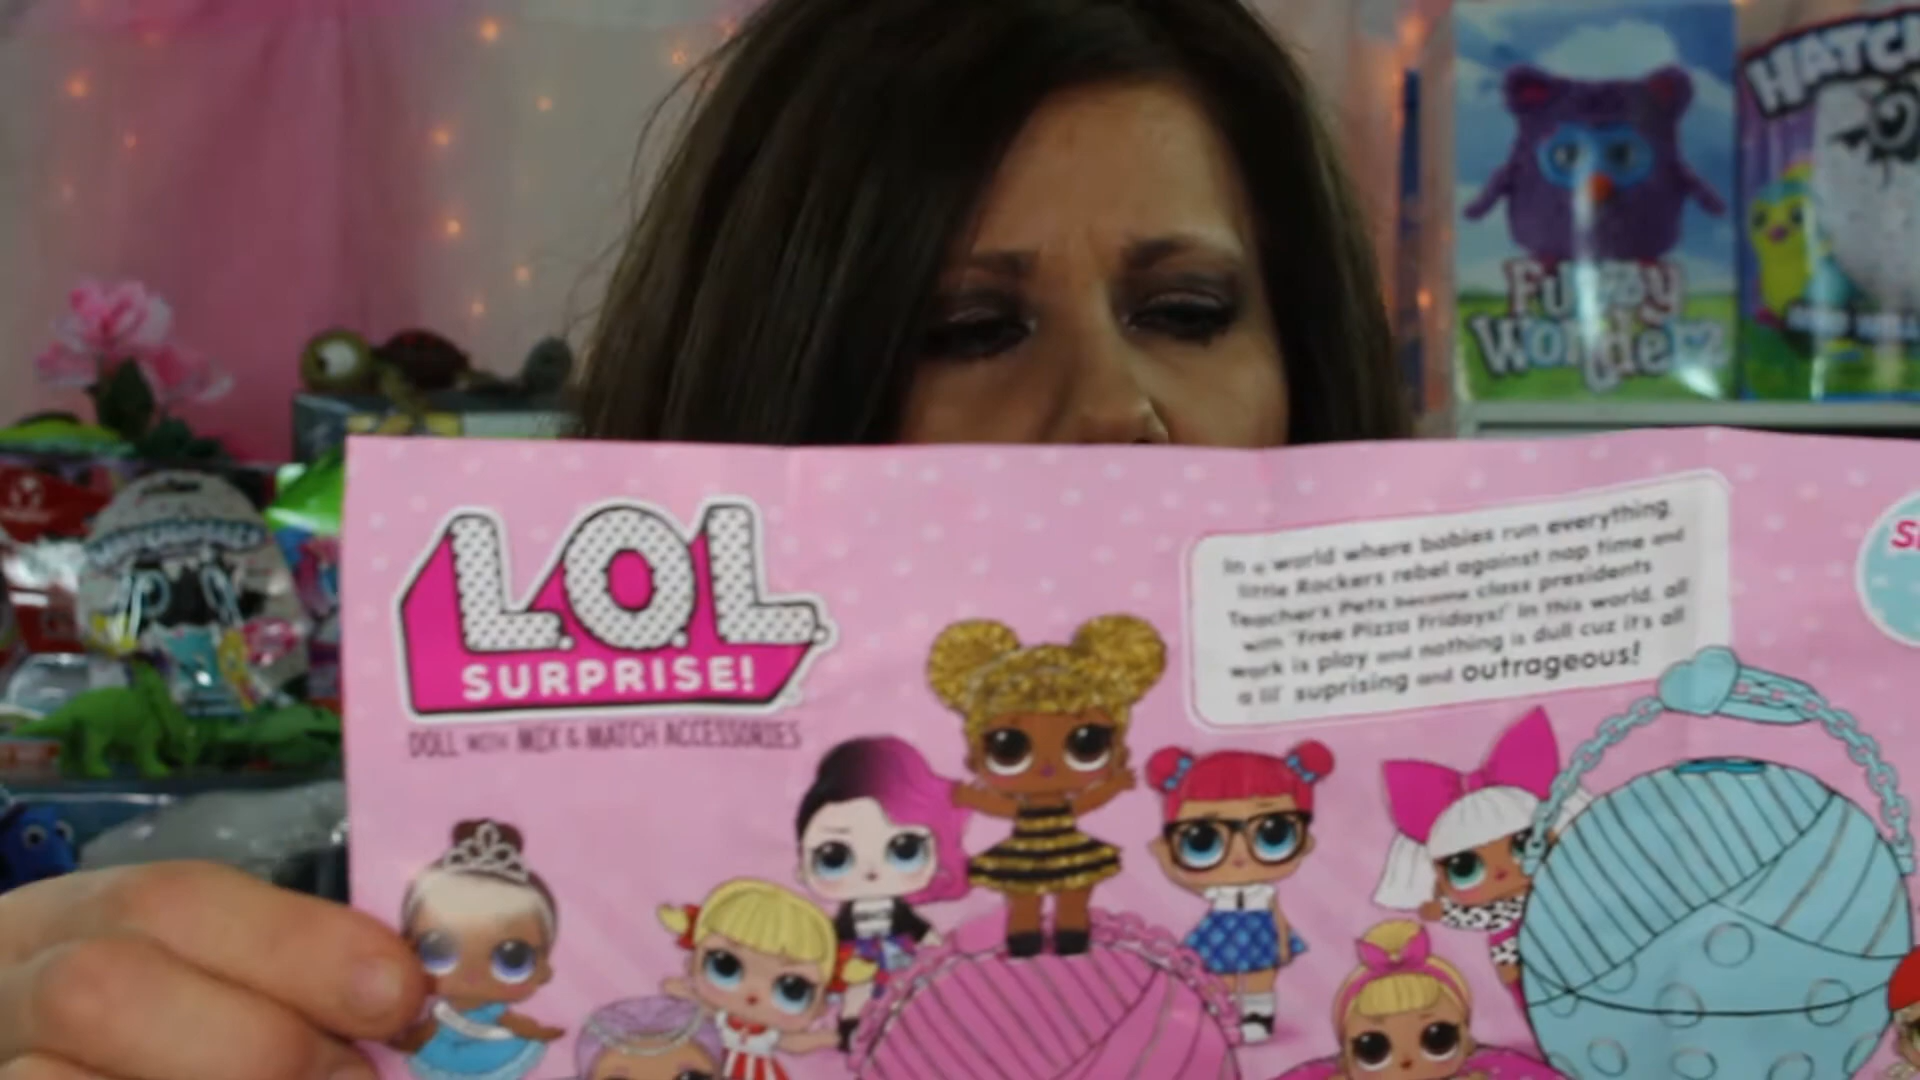 L.O.L.
SURPRISE!
DOLL WITH MIX & MATCH ACCESSORIES
In a world where babies run everything,
little Rockers rebel against nap time and
Teacher's Pets become class presidents
with "Free Pizza Fridays!" In this world, all
work is play and nothing is dull cuz it's all
a lil' suprising and outrageous!
Wonder
HATCH